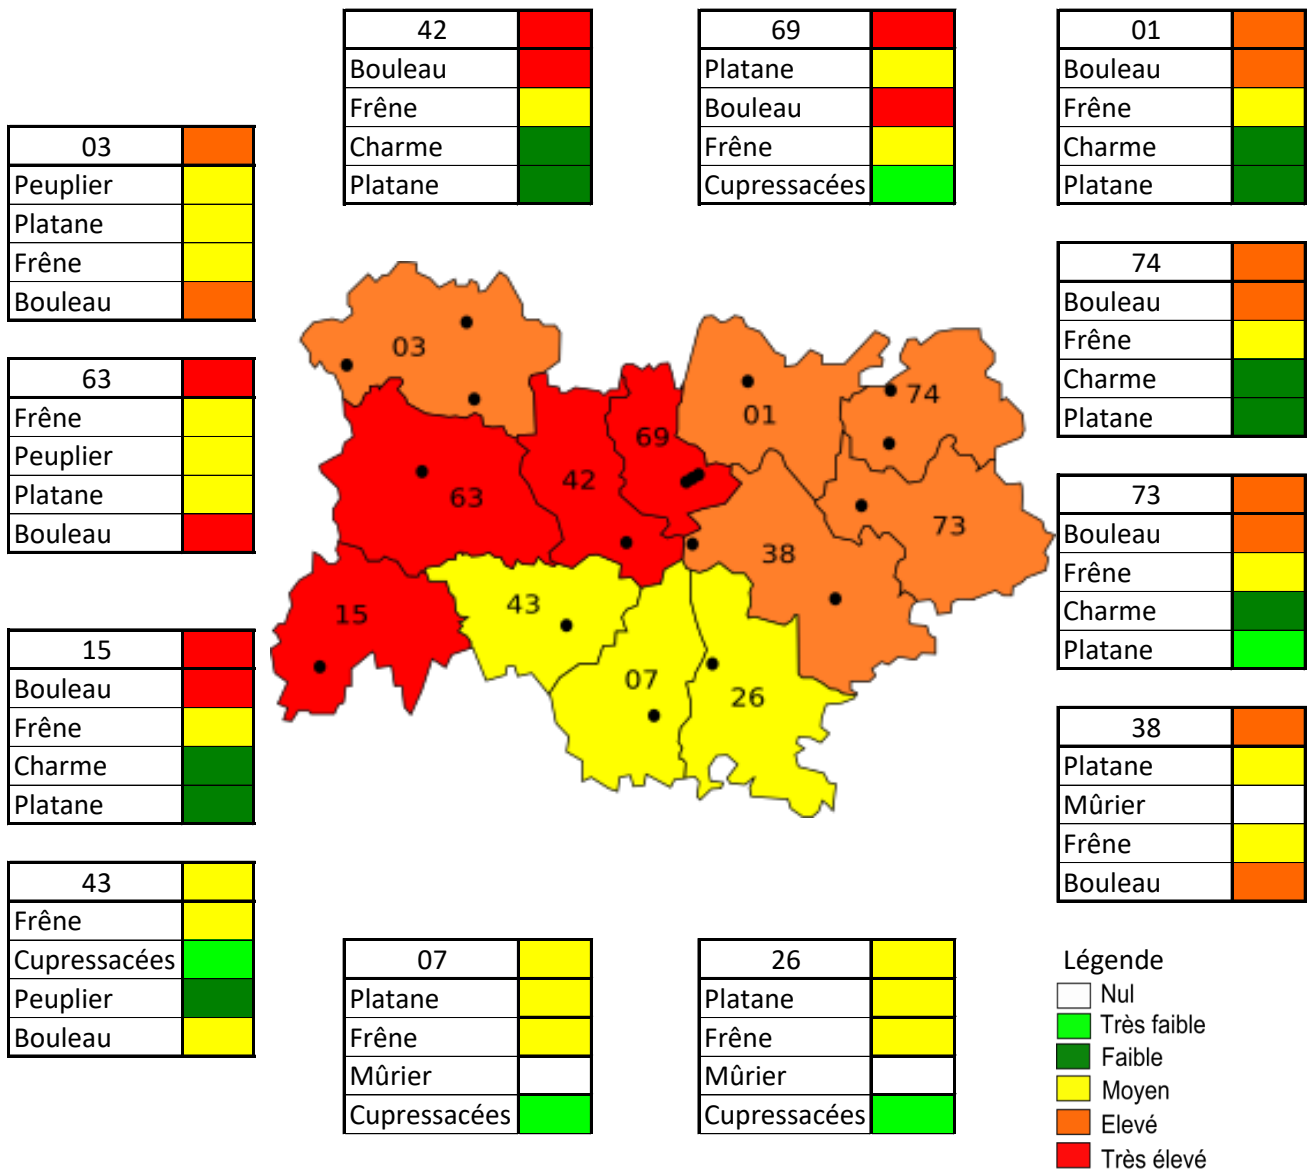 42
Bouleau
Frêne
Charme
Platane
69
Platane
Bouleau
Frêne
Cupressacées
01
Bouleau
Frêne
Charme
Platane
03
Peuplier
Platane
Frêne
Bouleau
74
Bouleau
Frêne
Charme
Platane
63
Frêne
Peuplier
Platane
Bouleau
73
Bouleau
Frêne
Charme
Platane
15
Bouleau
Frêne
Charme
Platane
38
Platane
Mûrier
Frêne
Bouleau
43
Frêne
Cupressacées
Peuplier
Bouleau
07
Platane
Frêne
Mûrier
Cupressacées
26
Platane
Frêne
Mûrier
Cupressacées
03
74
01
69
42
63
73
38
43
15
07
26
Légende
Nul
Très faible
Faible
Moyen
Elevé
Très élevé